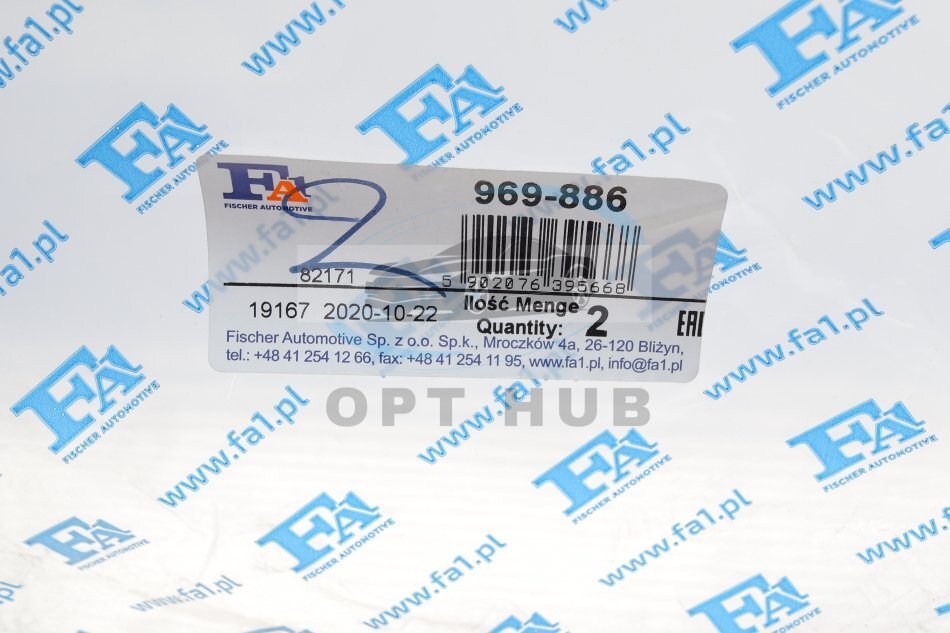 FA1
FISCHER AUTOMOTIVE
2
969-886
82171
5 902076 395668
19167 2020-10-22
Ilość Menge
Quantity: 2
EAC
Fischer Automotive Sp. z o.o. Sp.k., Mroczków 4a, 26-120 Bliżyn,
tel.: +48 41 254 12 66, fax: +48 41 254 11 95, www.fa1.pl, info@fa1.pl
OPT HUB
www.fa1.pl
FA1
FISCHER AUTOMOTIVE